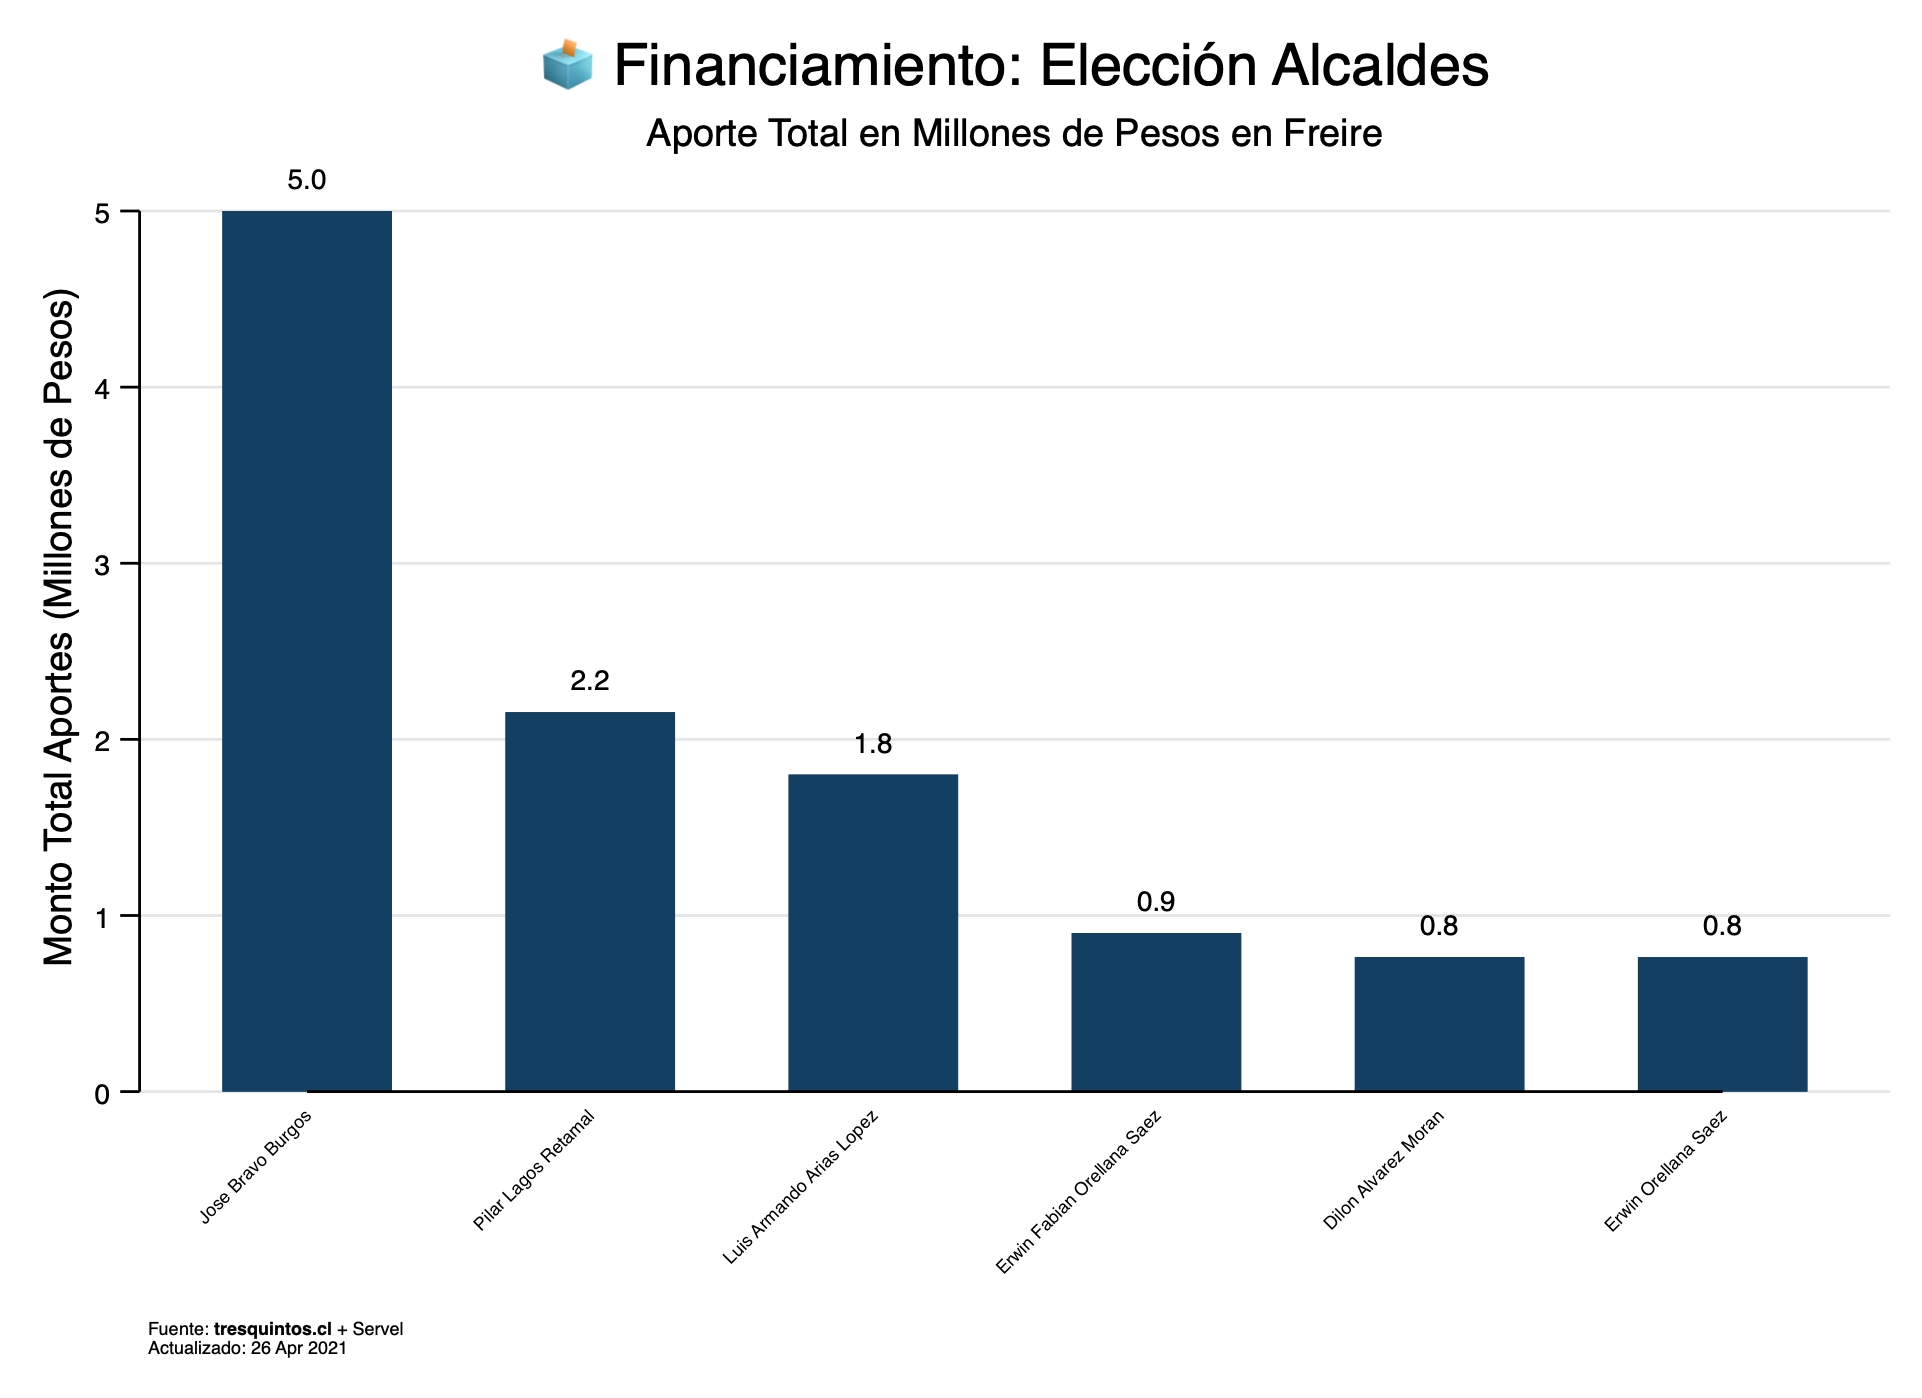 Financiamiento: Elección Alcaldes
Aporte Total en Millones de Pesos en Freire
Monto Total Aportes (Millones de Pesos)
5
4
3
2
1
0
5.0
2.2
1.8
0.9
0.8
0.8
Jose Bravo Burgos
Pilar Lagos Retamal
Luis Armando Arias Lopez
Erwin Fabian Orellana Saez
Dilon Alvarez Moran
Erwin Orellana Saez
Fuente: tresquintos.cl + Servel
Actualizado: 26 Apr 2021